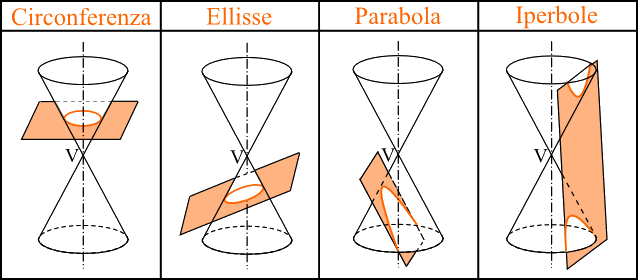 Circonferenza Ellisse Parabola Iperbole
V V V V